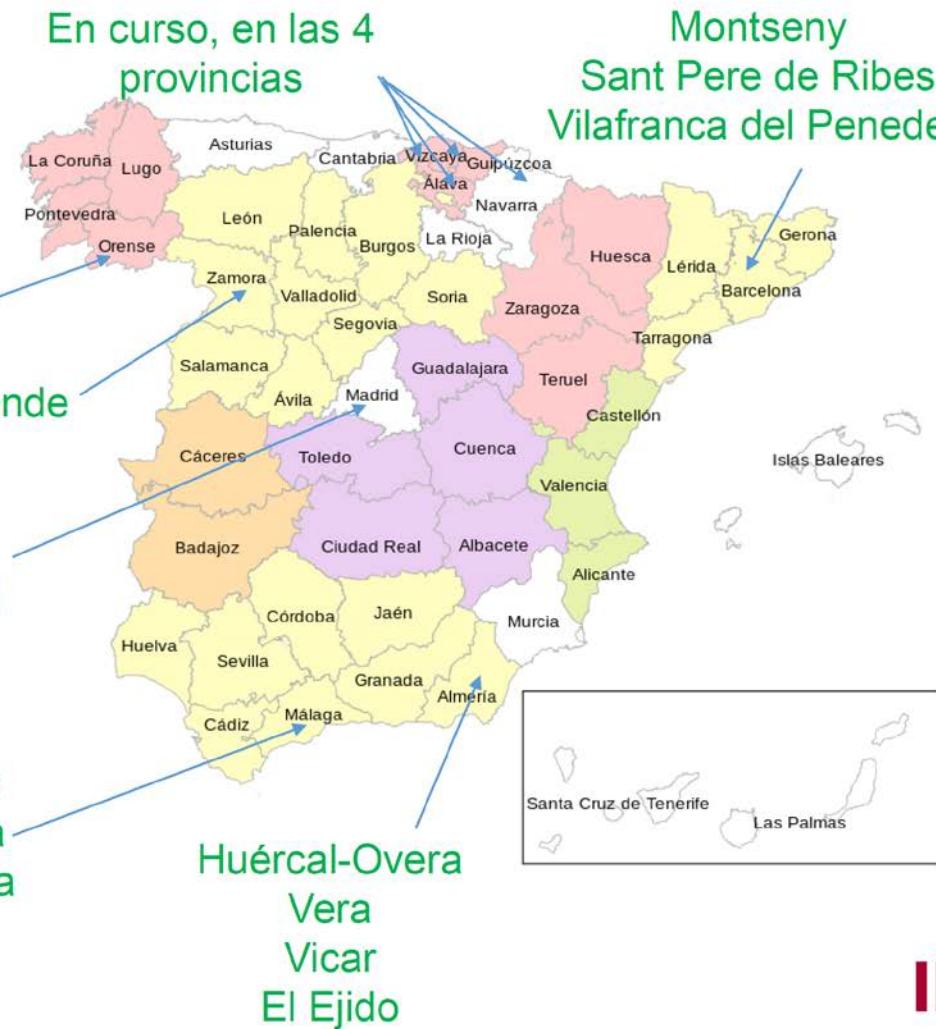 En curso, en las 4
provincias
Montseny
Sant Pere de Ribes
La Coruña
Lugo
Asturias
Cantabria
Vizcaya
Guipúzcoa
Álava
Navarra
Pontevedra
Orense
León
Palencia
Burgos
La Rioja
Huesca
Lérida
Gerona
Barcelona
Zamora
Valladolid
Soria
Zaragoza
Segovia
Tarragona
Salamanca
Ávila
Madrid
Guadalajara
Teruel
Castellón
Cáceres
Toledo
Cuenca
Islas Baleares
Valencia
Badajoz
Ciudad Real
Albacete
Alicante
Huelva
Córdoba
Jaén
Murcia
Sevilla
Granada
Almería
Cádiz
Málaga
Santa Cruz de Tenerife
Las Palmas
Vilafranca del
Huércal-Overa
Vera
Vicar
El Ejido